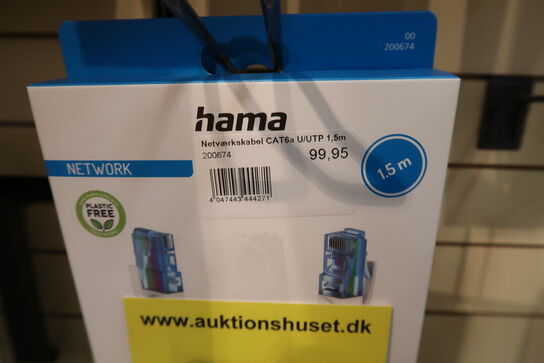 00
200674
hama
Netværkskabel CAT6a U/UTP 1,5m
200674
99,95
NETWORK
1.5 m
4 047443 444271
PLASTIC
FREE
www.auktionshuset.dk